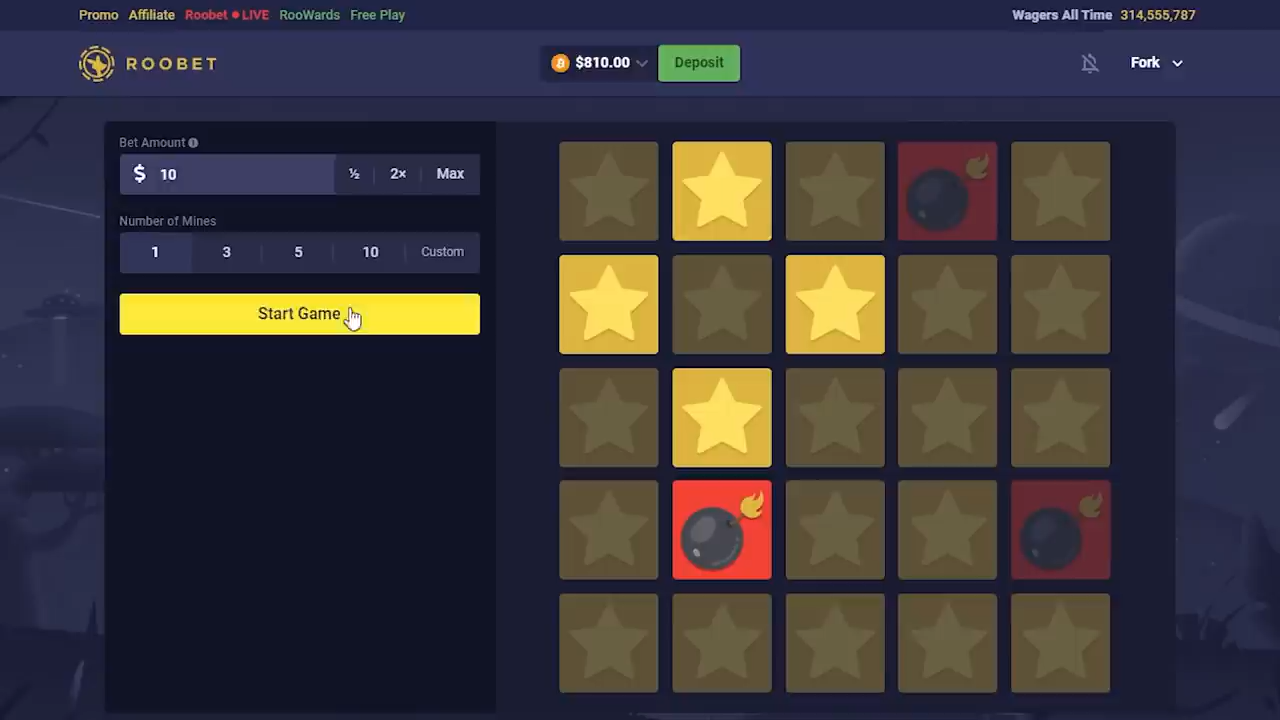 Promo Affiliate Roobet LIVE RooWards Free Play Wagers All Time 314,555,787
ROOBET $810.00 Deposit Fork
Bet Amount
$ 10 ½ 2× Max
Number of Mines
1 3 5 10 Custom
Start Game